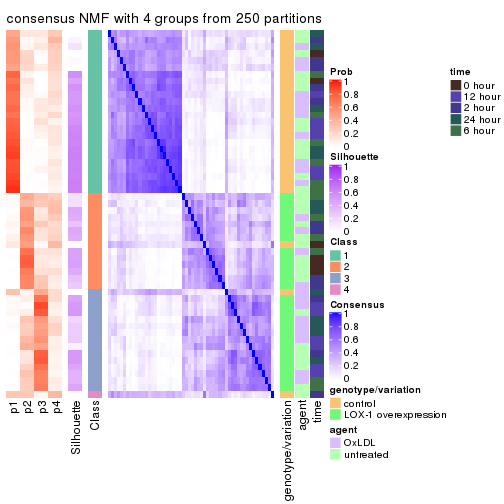 consensus NMF with 4 groups from 250 partitions
p1
p2
p3
p4
Silhouette
Class
genotype/variation
agent
time
Prob
1
0.8
0.6
0.4
0.2
0
Silhouette
1
0.8
0.6
0.4
0.2
0
Class
1
2
3
4
Consensus
1
0.8
0.6
0.4
0.2
0
genotype/variation
control
LOX-1 overexpression
agent
OxLDL
untreated
time
0 hour
12 hour
2 hour
24 hour
6 hour